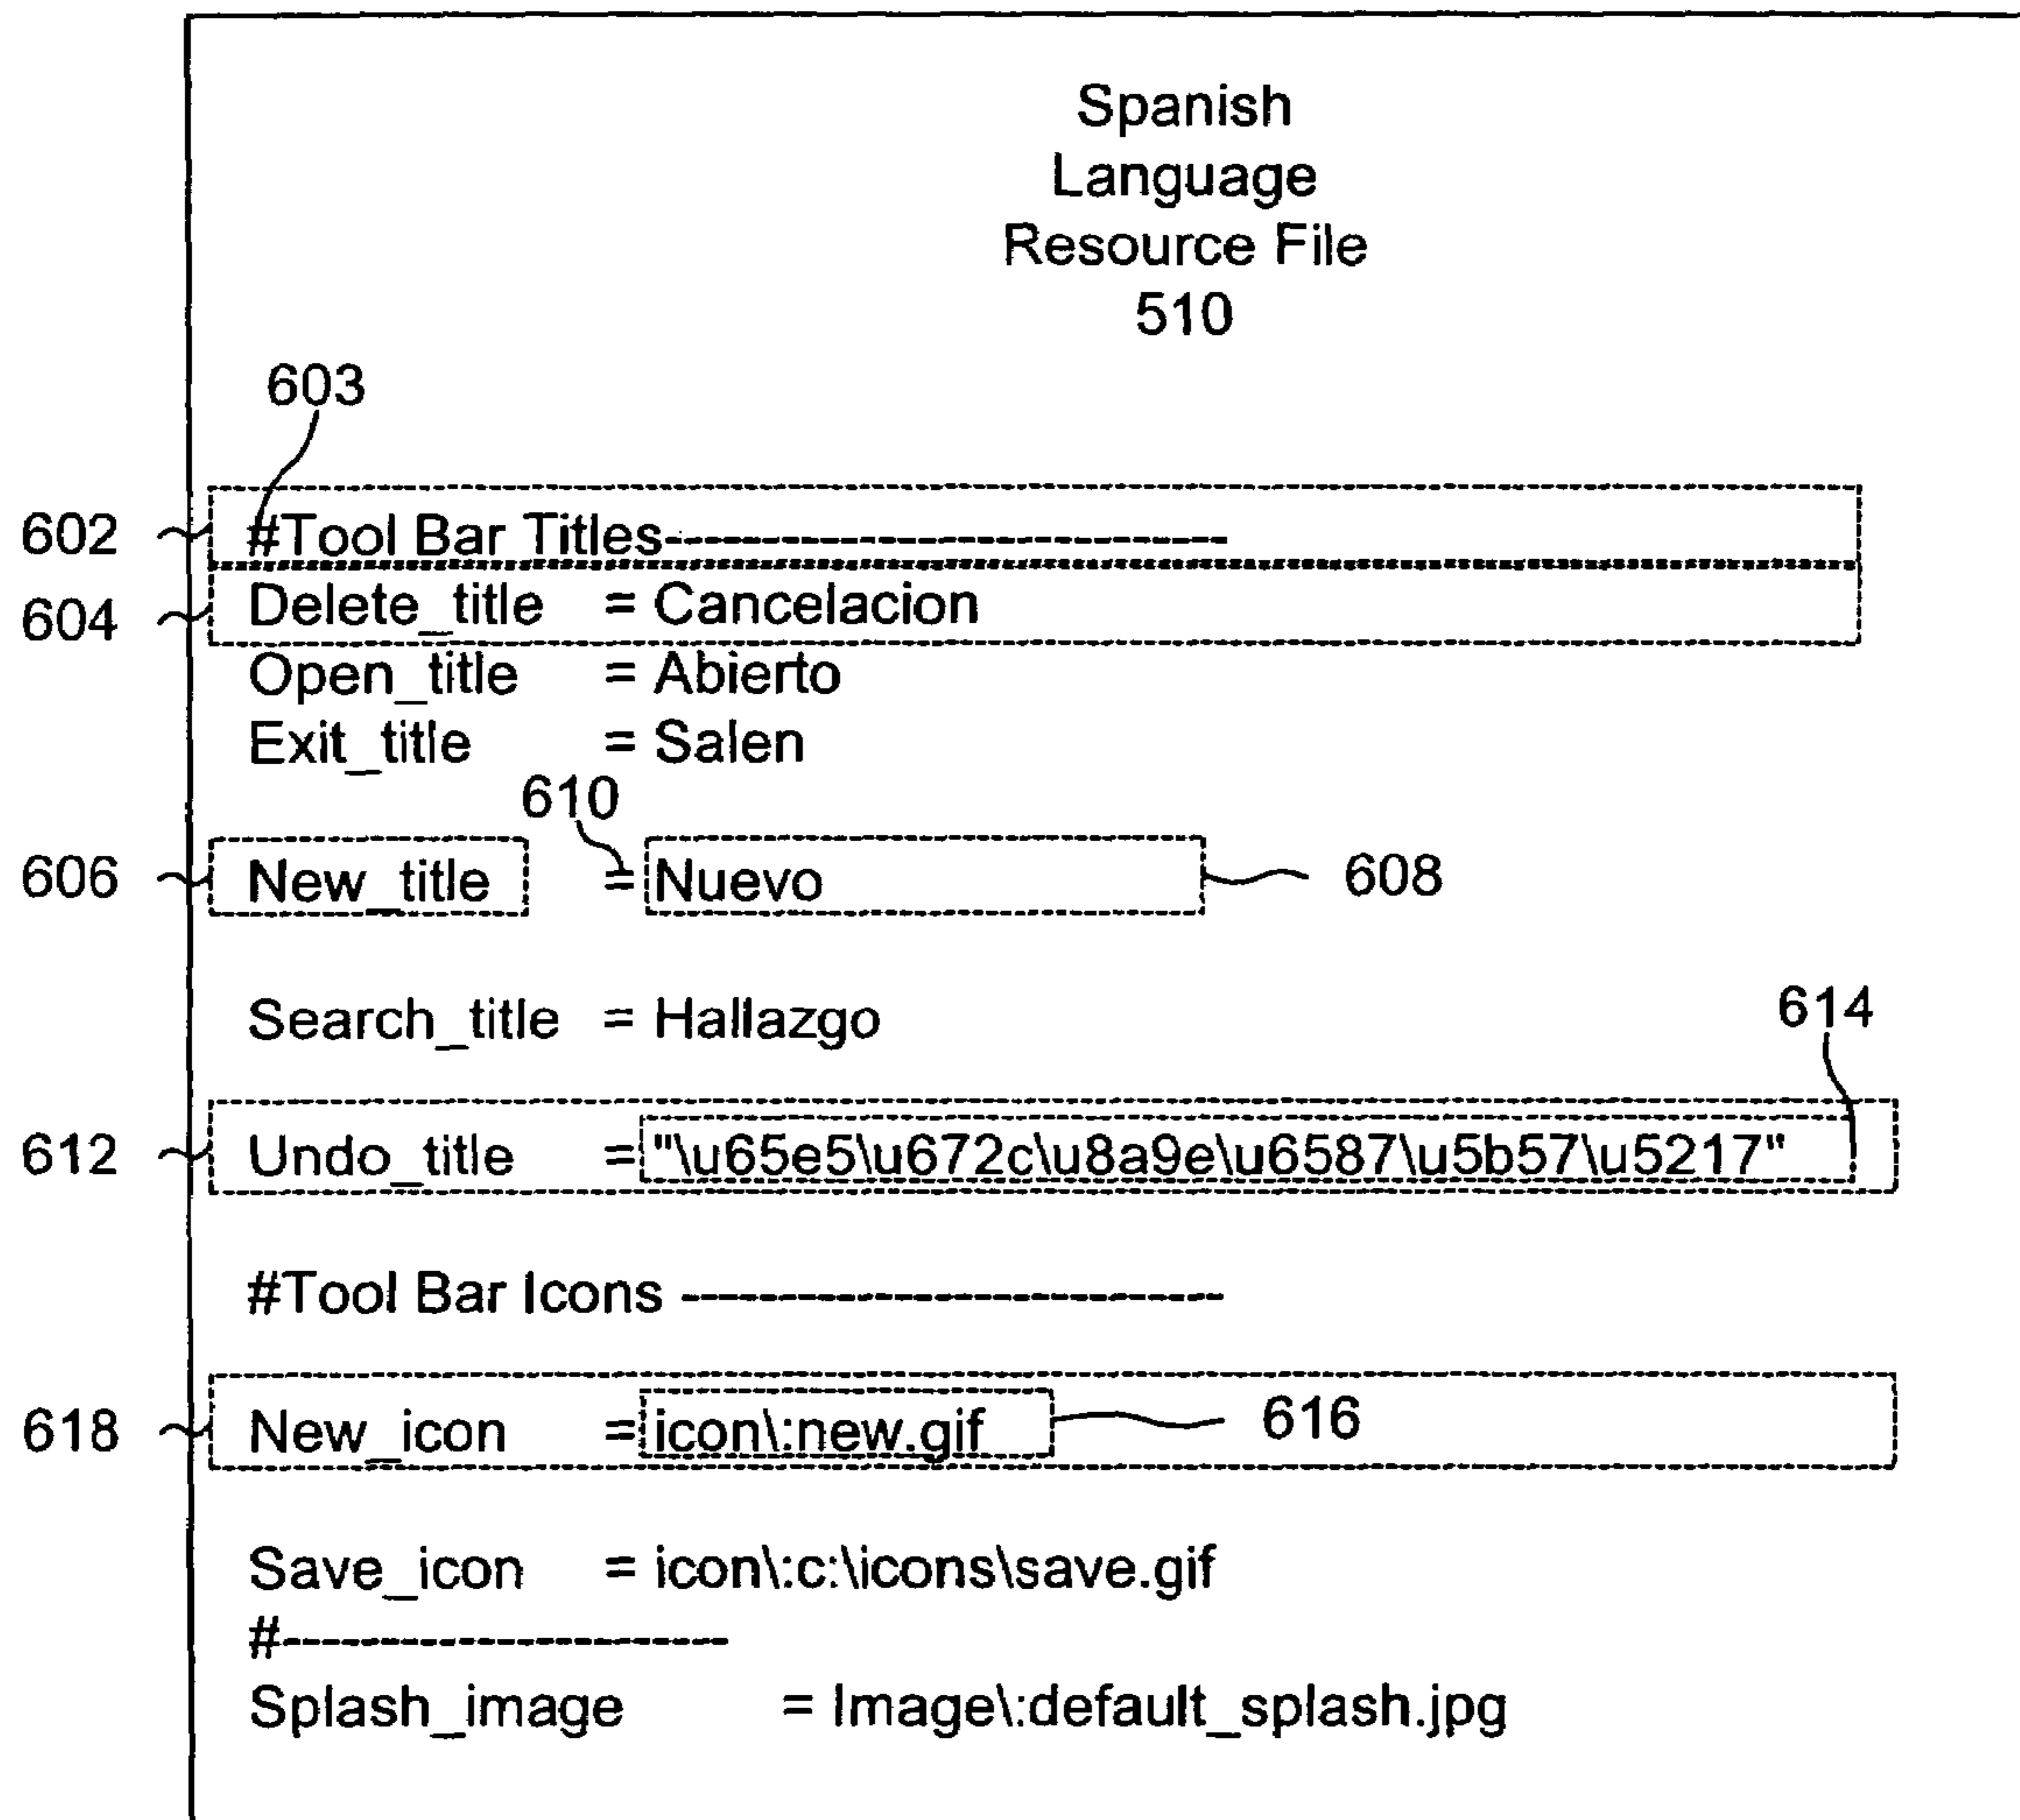 Spanish
Language
Resource File
510
603
602 #Tool Bar Titles----------------------------
604 Delete_title = Cancelacion
Open_title = Abierto
Exit_title = Salen
610
606 New_title = Nuevo 608
Search_title = Hallazgo
614
612 Undo_title = "\u65e5\u672c\u8a9e\u6587\u5b57\u5217"
#Tool Bar Icons ---------------------------
618 New_icon = icon\:new.gif 616
Save_icon = icon\:c:\icons\save.gif
#----------------------
Splash_image = Image\:default_splash.jpg